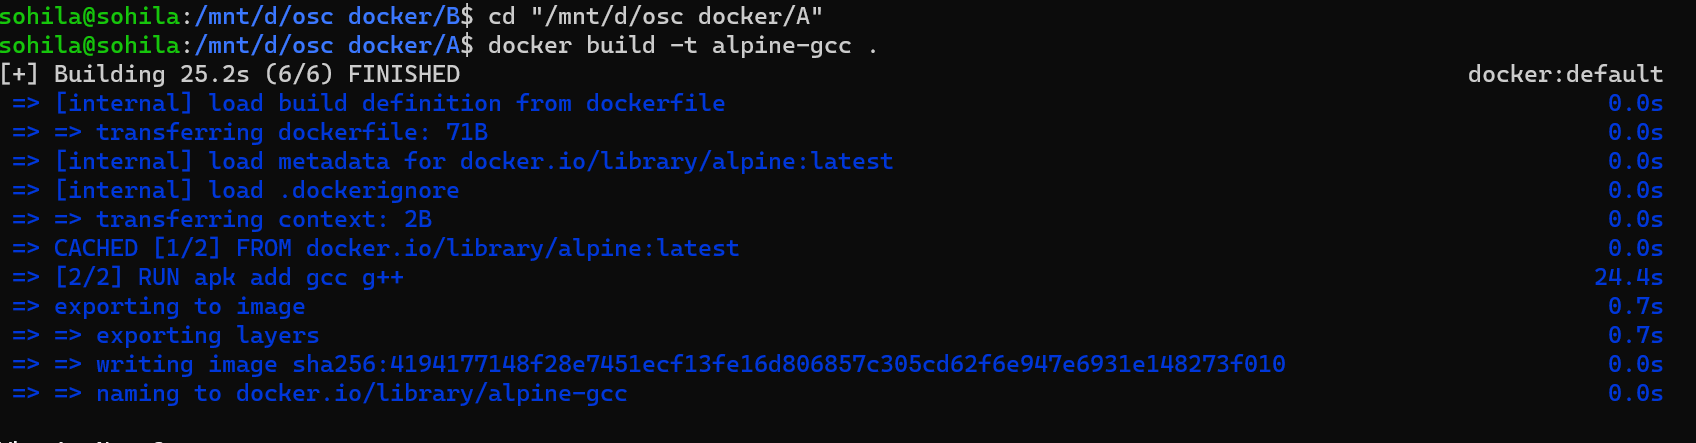 sohila@sohila:/mnt/d/osc docker/B$ cd "/mnt/d/osc docker/A"
sohila@sohila:/mnt/d/osc docker/A$ docker build -t alpine-gcc .
[+] Building 25.2s (6/6) FINISHED docker:default
=> [internal] load build definition from dockerfile 0.0s
=> => transferring dockerfile: 71B 0.0s
=> [internal] load metadata for docker.io/library/alpine:latest 0.0s
=> [internal] load .dockerignore 0.0s
=> => transferring context: 2B 0.0s
=> CACHED [1/2] FROM docker.io/library/alpine:latest 0.0s
=> [2/2] RUN apk add gcc g++ 24.4s
=> exporting to image 0.7s
=> => exporting layers 0.7s
=> => writing image sha256:4194177148f28e7451ecf13fe16d806857c305cd62f6e947e6931e148273f010 0.0s
=> => naming to docker.io/library/alpine-gcc 0.0s